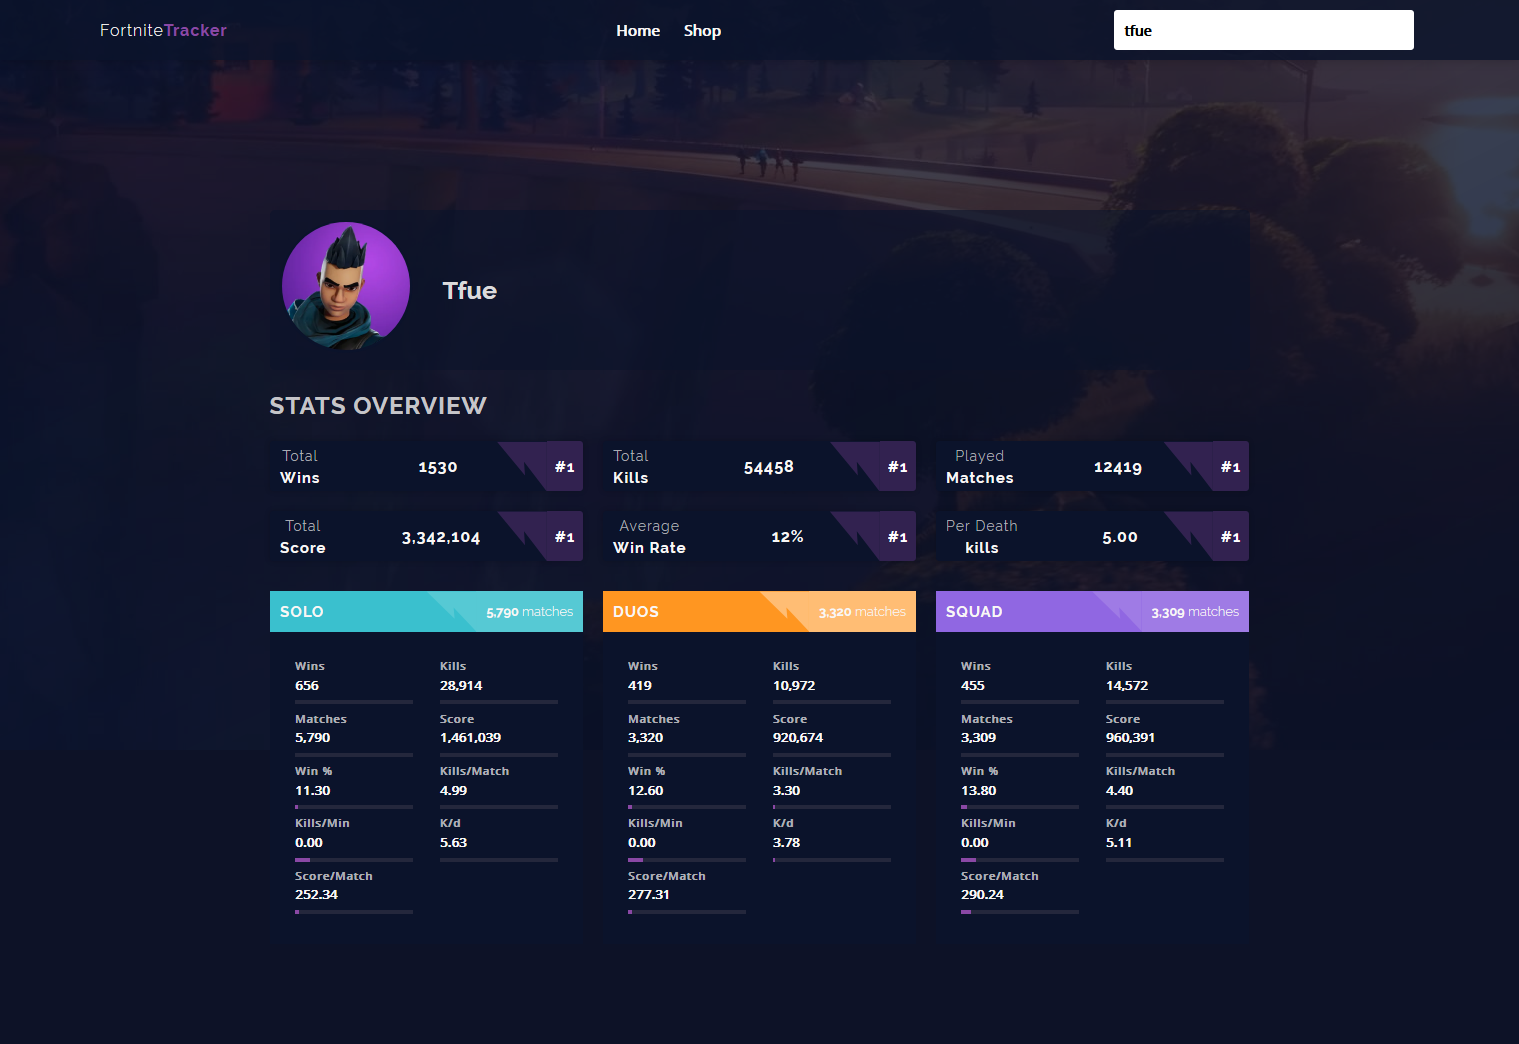 FortniteTracker
Home Shop
tfue
Tfue
STATS OVERVIEW
Total Wins 1530 #1
Total Kills 54458 #1
Played Matches 12419 #1
Total Score 3,342,104 #1
Average Win Rate 12% #1
Per Death kills 5.00 #1
SOLO 5,790 matches
Wins Kills
656 28,914
Matches Score
5,790 1,461,039
Win % Kills/Match
11.30 4.99
Kills/Min K/d
0.00 5.63
Score/Match
252.34
DUOS 3,320 matches
Wins Kills
419 10,972
Matches Score
3,320 920,674
Win % Kills/Match
12.60 3.30
Kills/Min K/d
0.00 3.78
Score/Match
277.31
SQUAD 3,309 matches
Wins Kills
455 14,572
Matches Score
3,309 960,391
Win % Kills/Match
13.80 4.40
Kills/Min K/d
0.00 5.11
Score/Match
290.24